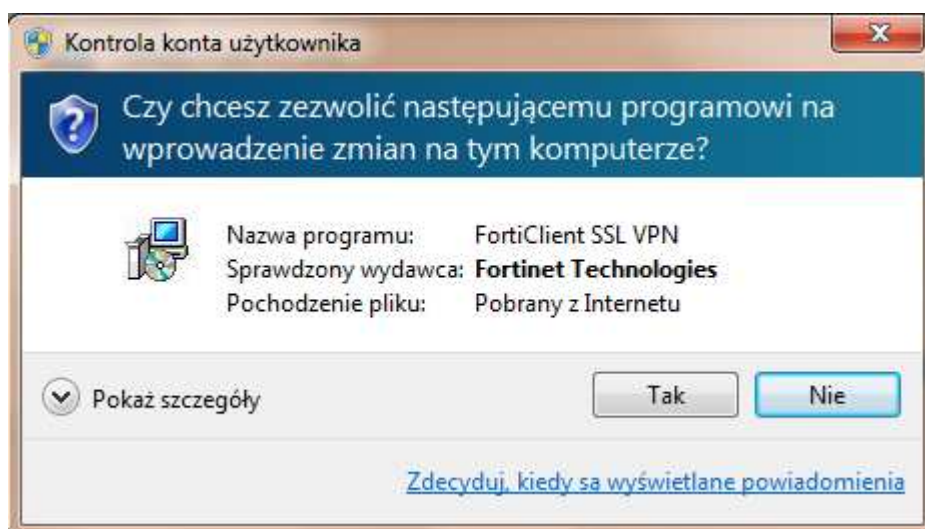 Kontrola konta użytkownika
Czy chcesz zezwolić następującemu programowi na
wprowadzenie zmian na tym komputerze?
Nazwa programu: FortiClient SSL VPN
Sprawdzony wydawca: Fortinet Technologies
Pochodzenie pliku: Pobrany z Internetu
Pokaż szczegóły Tak Nie
Zdecyduj, kiedy są wyświetlane powiadomienia